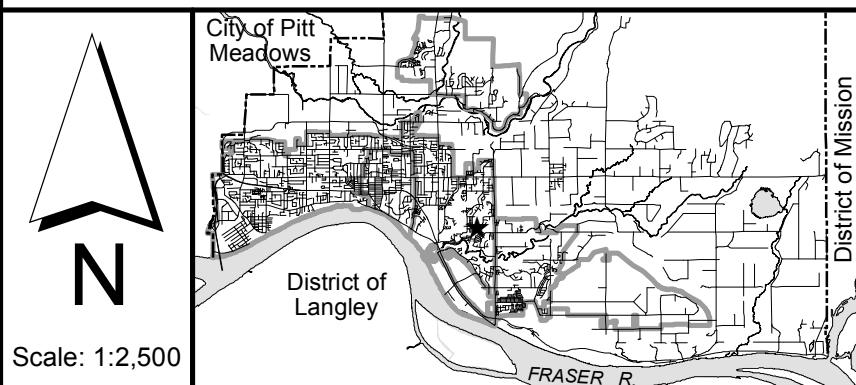 City of Pitt
Meadows
District of Mission
District of
Langley
N
Scale: 1:2,500
FRASER R.